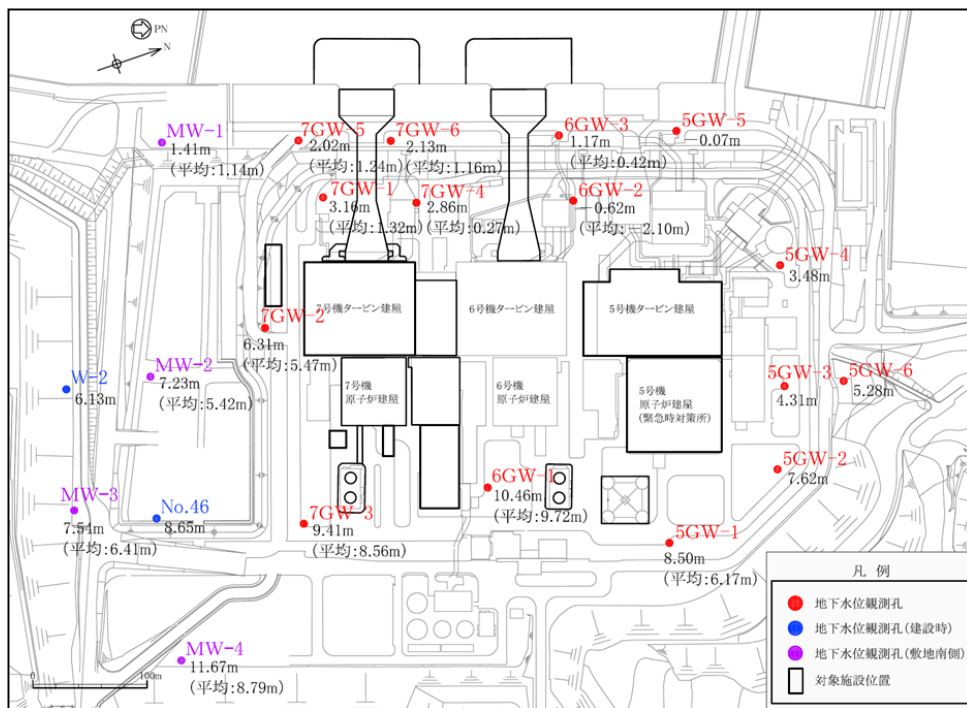 PN
N
MW-1
1.41m
(平均:1.14m)
7GW-5
2.02m
(平均:1.24m)
7GW-6
2.13m
(平均:1.16m)
6GW-3
1.17m
(平均:0.42m)
5GW-5
-0.07m
7GW-1
3.16m
(平均:1.32m)
7GW-4
2.86m
(平均:0.27m)
6GW-2
-0.62m
(平均:-2.10m)
5GW-4
3.48m
7号機タービン建屋
6号機タービン建屋
5号機タービン建屋
7GW-2
6.31m
(平均:5.47m)
W-2
6.13m
MW-2
7.23m
(平均:5.42m)
7号機
原子炉建屋
6号機
原子炉建屋
5号機
原子炉建屋
(緊急時対策所)
5GW-3
4.31m
5GW-6
5.28m
5GW-2
7.62m
MW-3
7.54m
(平均:6.41m)
No.46
8.65m
7GW-3
9.41m
(平均:8.56m)
6GW-1
10.46m
(平均:9.72m)
5GW-1
8.50m
(平均:6.17m)
MW-4
11.67m
(平均:8.79m)
0
100m
凡 例
地下水位観測孔
地下水位観測孔(建設時)
地下水位観測孔(敷地南側)
対象施設位置